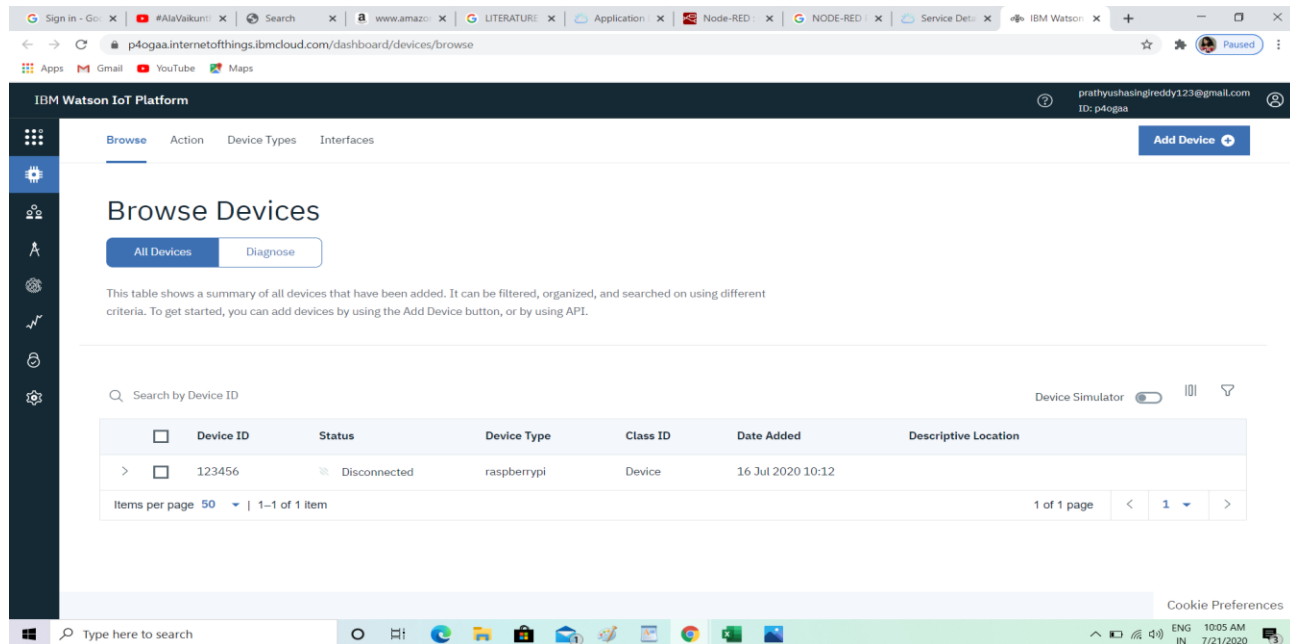 Sign in - Goo
#AlaVaikunt
Search
www.amazo
LITERATURE
Application
Node-RED :
NODE-RED
Service Deta
IBM Watson
p4ogaa.internetofthings.ibmcloud.com/dashboard/devices/browse
Paused
Apps Gmail YouTube Maps
IBM Watson IoT Platform
prathyushasingireddy123@gmail.com
ID: p4ogaa
Browse Action Device Types Interfaces
Add Device
Browse Devices
All Devices Diagnose
This table shows a summary of all devices that have been added. It can be filtered, organized, and searched on using different
criteria. To get started, you can add devices by using the Add Device button, or by using API.
Search by Device ID
Device Simulator
Device ID Status Device Type Class ID Date Added Descriptive Location
123456 Disconnected raspberrypi Device 16 Jul 2020 10:12
Items per page 50 | 1–1 of 1 item
1 of 1 page < 1 >
Cookie Preferences
Type here to search
ENG 10:05 AM
IN 7/21/2020